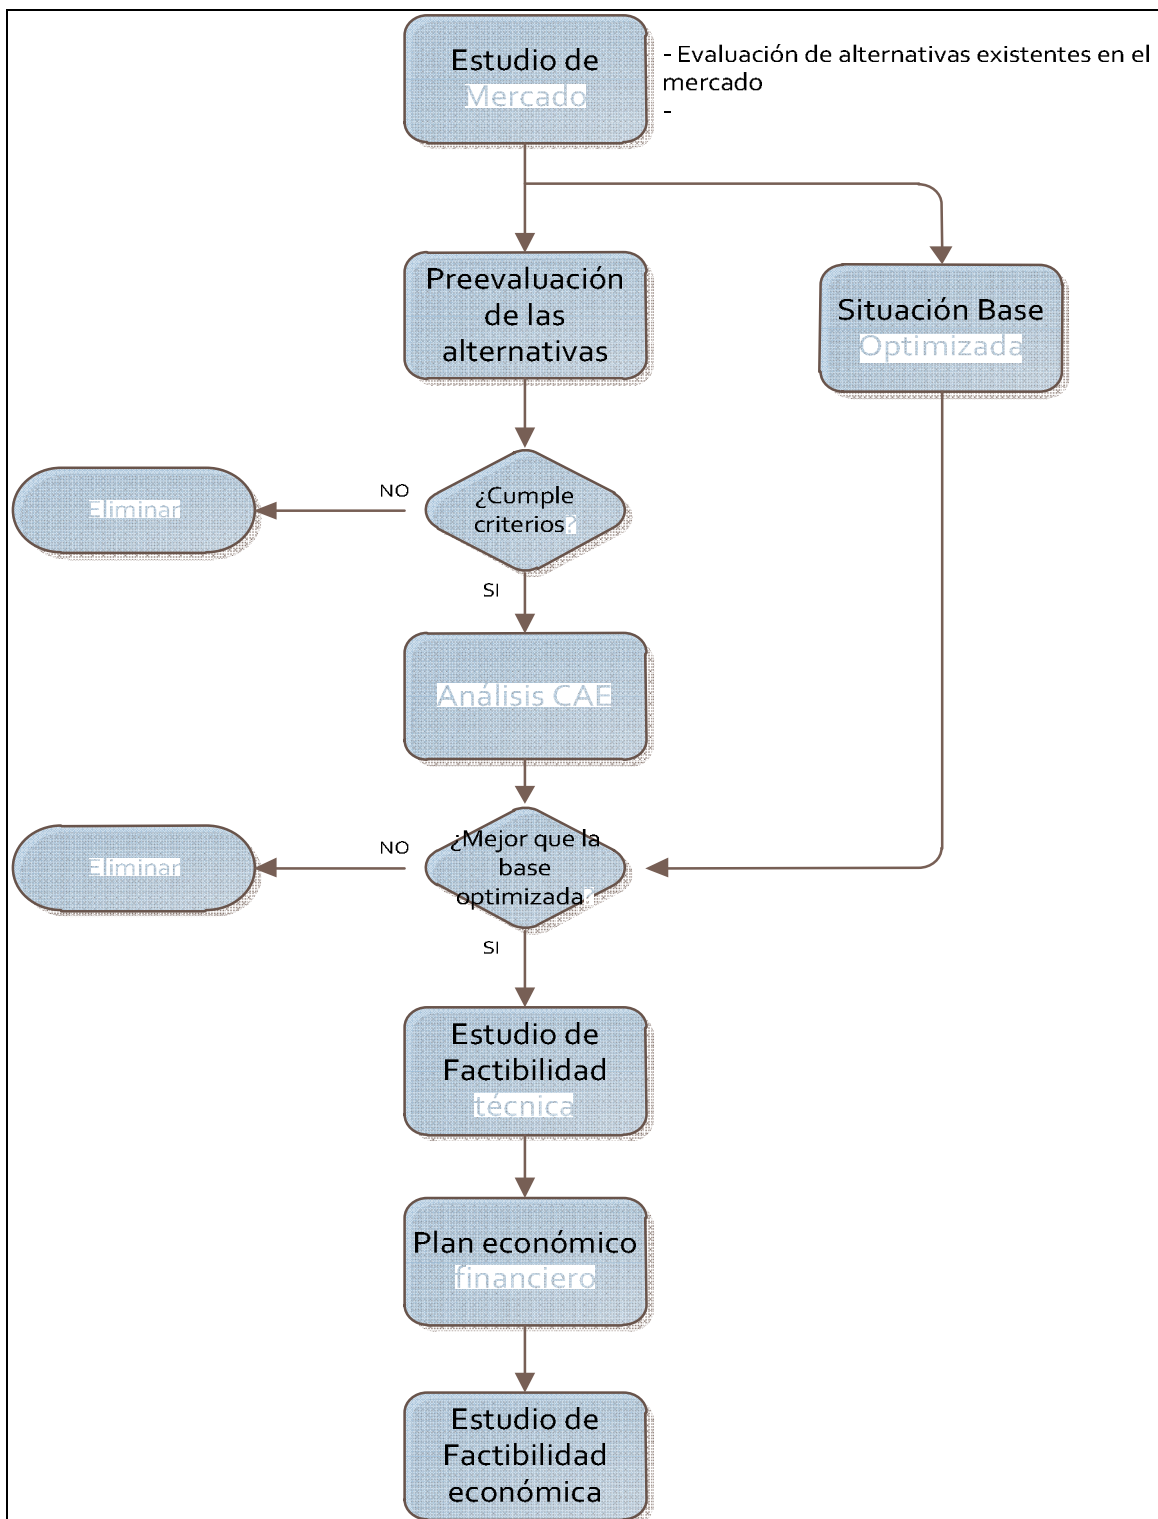 Estudio de
Mercado
- Evaluación de alternativas existentes en el
mercado
-
Preevaluación
de las
alternativas
Situación Base
Optimizada
¿Cumple
criterios?
NO
Eliminar
SI
Análisis CAE
¿Mejor que la
base
optimizada?
NO
Eliminar
SI
Estudio de
Factibilidad
técnica
Plan económico
financiero
Estudio de
Factibilidad
económica